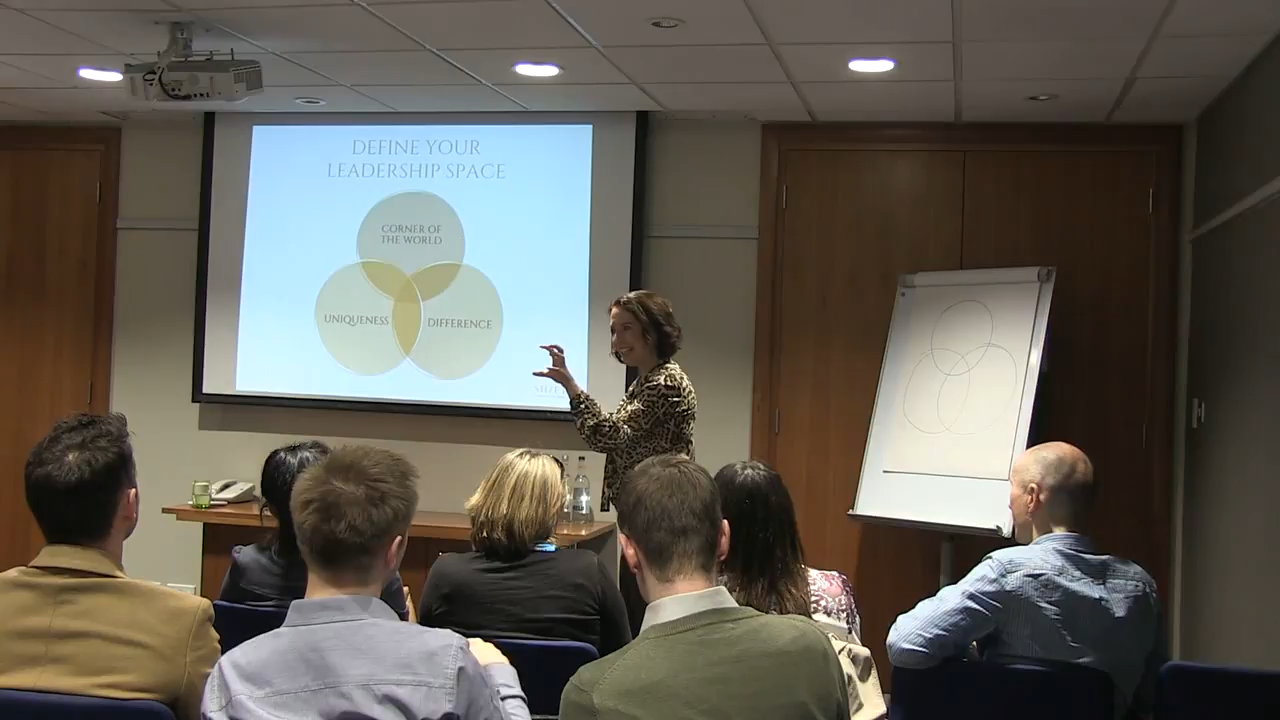 DEFINE YOUR
LEADERSHIP SPACE
CORNER OF
THE WORLD
UNIQUENESS
DIFFERENCE